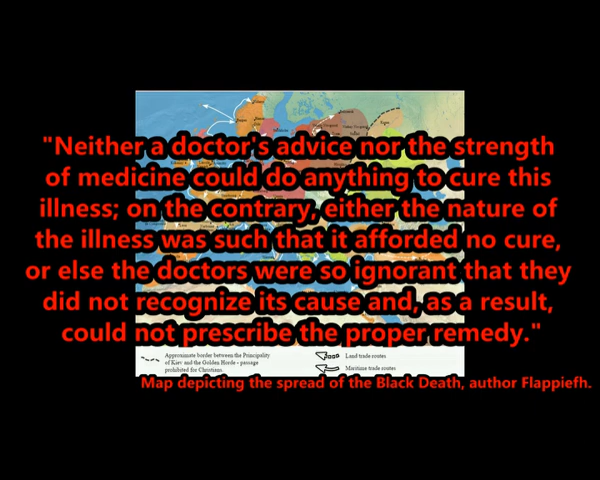 "Neither a doctor's advice nor the strength
of medicine could do anything to cure this
illness; on the contrary, either the nature of
the illness was such that it afforded no cure,
or else the doctors were so ignorant that they
did not recognize its cause and, as a result,
could not prescribe the proper remedy."
Approximate border between the Principality
of Kiev and the Golden Horde - passage
prohibited for Christians.
Land trade routes
Maritime trade routes
Map depicting the spread of the Black Death, author Flappiefh.